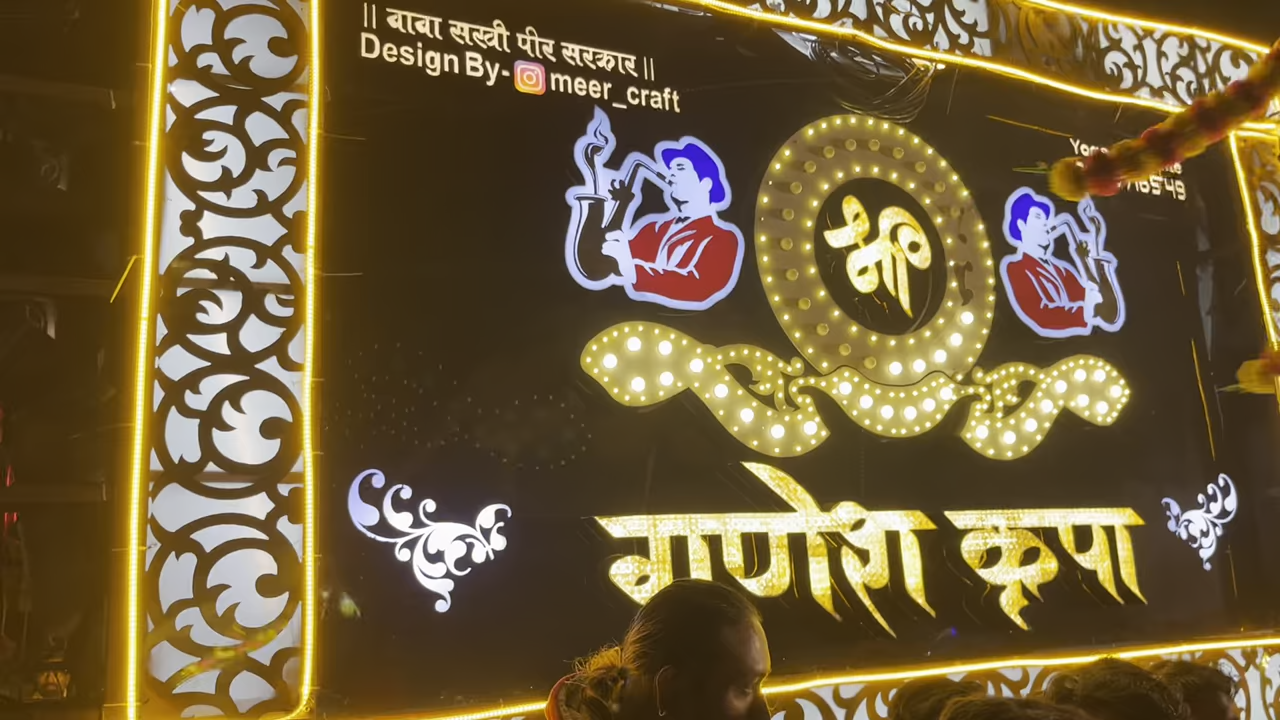 || बाबा सखी पीर सरकार ||
Design By- meer_craft
श्री
गणेश कृपा